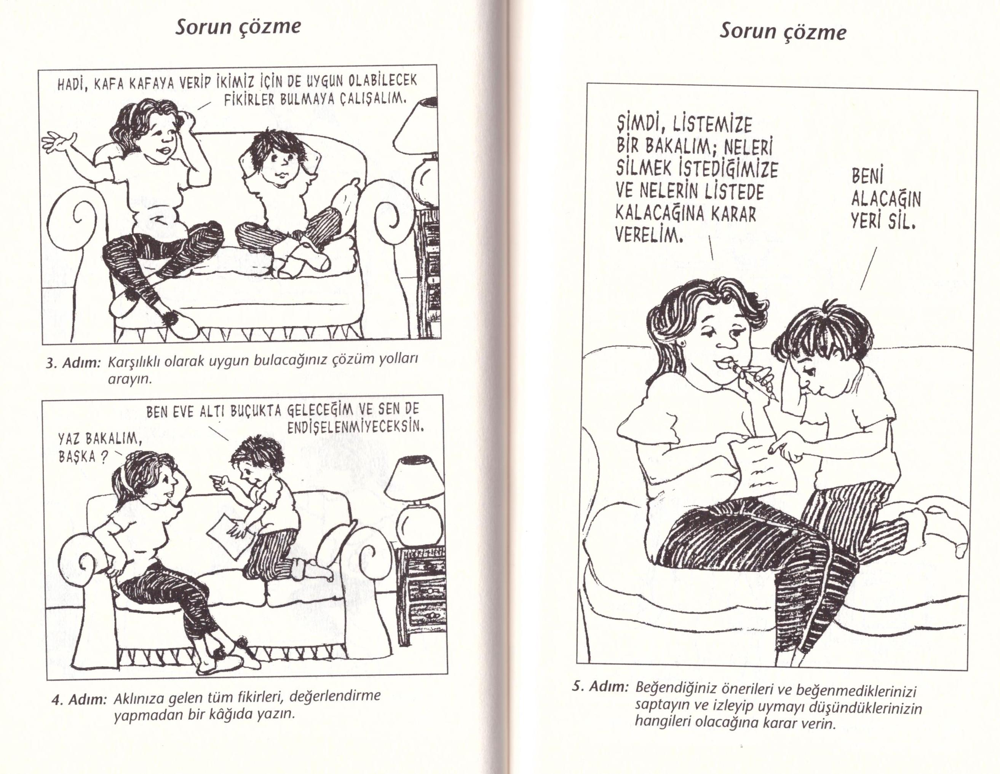 Sorun çözme
HADİ, KAFA KAFAYA VERİP İKİMİZ İÇİN DE UYGUN OLABİLECEK
FİKİRLER BULMAYA ÇALIŞALIM.
3. Adım: Karşılıklı olarak uygun bulacağınız çözüm yolları
arayın.
BEN EVE ALTI BUÇUKTA GELECEĞİM VE SEN DE
ENDİŞELENMİYECEKSİN.
YAZ BAKALIM,
BAŞKA ?
4. Adım: Aklınıza gelen tüm fikirleri, değerlendirme
yapmadan bir kâğıda yazın.
Sorun çözme
ŞİMDİ, LİSTEMİZE
BİR BAKALIM; NELERİ
SİLMEK İSTEDİĞİMİZE
VE NELERİN LİSTEDE
KALACAĞINA KARAR
VERELİM.
BENİ
ALACAĞIN
YERİ SİL.
5. Adım: Beğendiğiniz önerileri ve beğenmediklerinizi
saptayın ve izleyip uymayı düşündüklerinizin
hangileri olacağına karar verin.